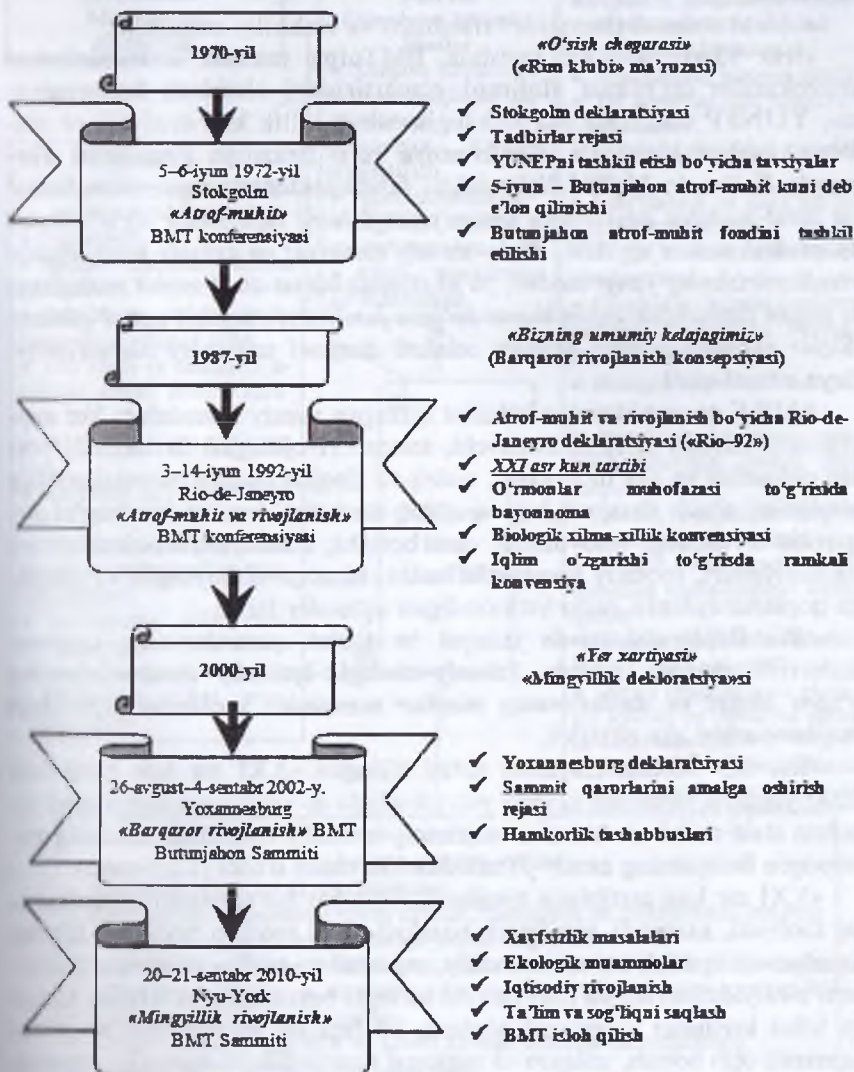 1970-yil
«O‘sish chegarasi»
(«Rim klubi» ma’ruzasi)
5–6-iyun 1972-yil
Stokgolm
«Atrof-muhit»
BMT konferensiyasi
✓ Stokgolm deklaratsiyasi
✓ Tadbirlar rejasi
✓ YUNEPni tashkil etish bo‘yicha tavsiyalar
✓ 5-iyun – Butunjahon atrof-muhit kuni deb
e’lon qilinishi
✓ Butunjahon atrof-muhit fondini tashkil
etilishi
1987-yil
«Bizning umumiy kelajagimiz»
(Barqaror rivojlanish konsepsiyasi)
3–14-iyun 1992-yil
Rio-de-Janeyro
«Atrof-muhit va rivojlanish»
BMT konferensiyasi
✓ Atrof-muhit va rivojlanish bo‘yicha Rio-de-
Janeyro deklaratsiyasi («Rio–92»)
✓ XXI asr kun tartibi
✓ O‘rmonlar muhofazasi to‘g‘risida
bayonnoma
✓ Biologik xilma-xillik konvensiyasi
✓ Iqlim o‘zgarishi to‘g‘risda ramkali
konvensiya
2000-yil
«Yer xartiyasi»
«Mingyillik dekloratsiya»si
26-avgust–4-sentabr 2002-y.
Yoxannesburg
«Barqaror rivojlanish» BMT
Butunjahon Sammiti
✓ Yoxannesburg deklaratsiyasi
✓ Sammit qarorlarini amalga oshirish
rejasi
✓ Hamkorlik tashabbuslari
20–21-sentabr 2010-yil
Nyu-York
«Mingyillik rivojlanish»
BMT Sammiti
✓ Xavfsizlik masalalari
✓ Ekologik muammolar
✓ Iqtisodiy rivojlanish
✓ Ta’lim va sog‘liqni saqlash
✓ BMT isloh qilish